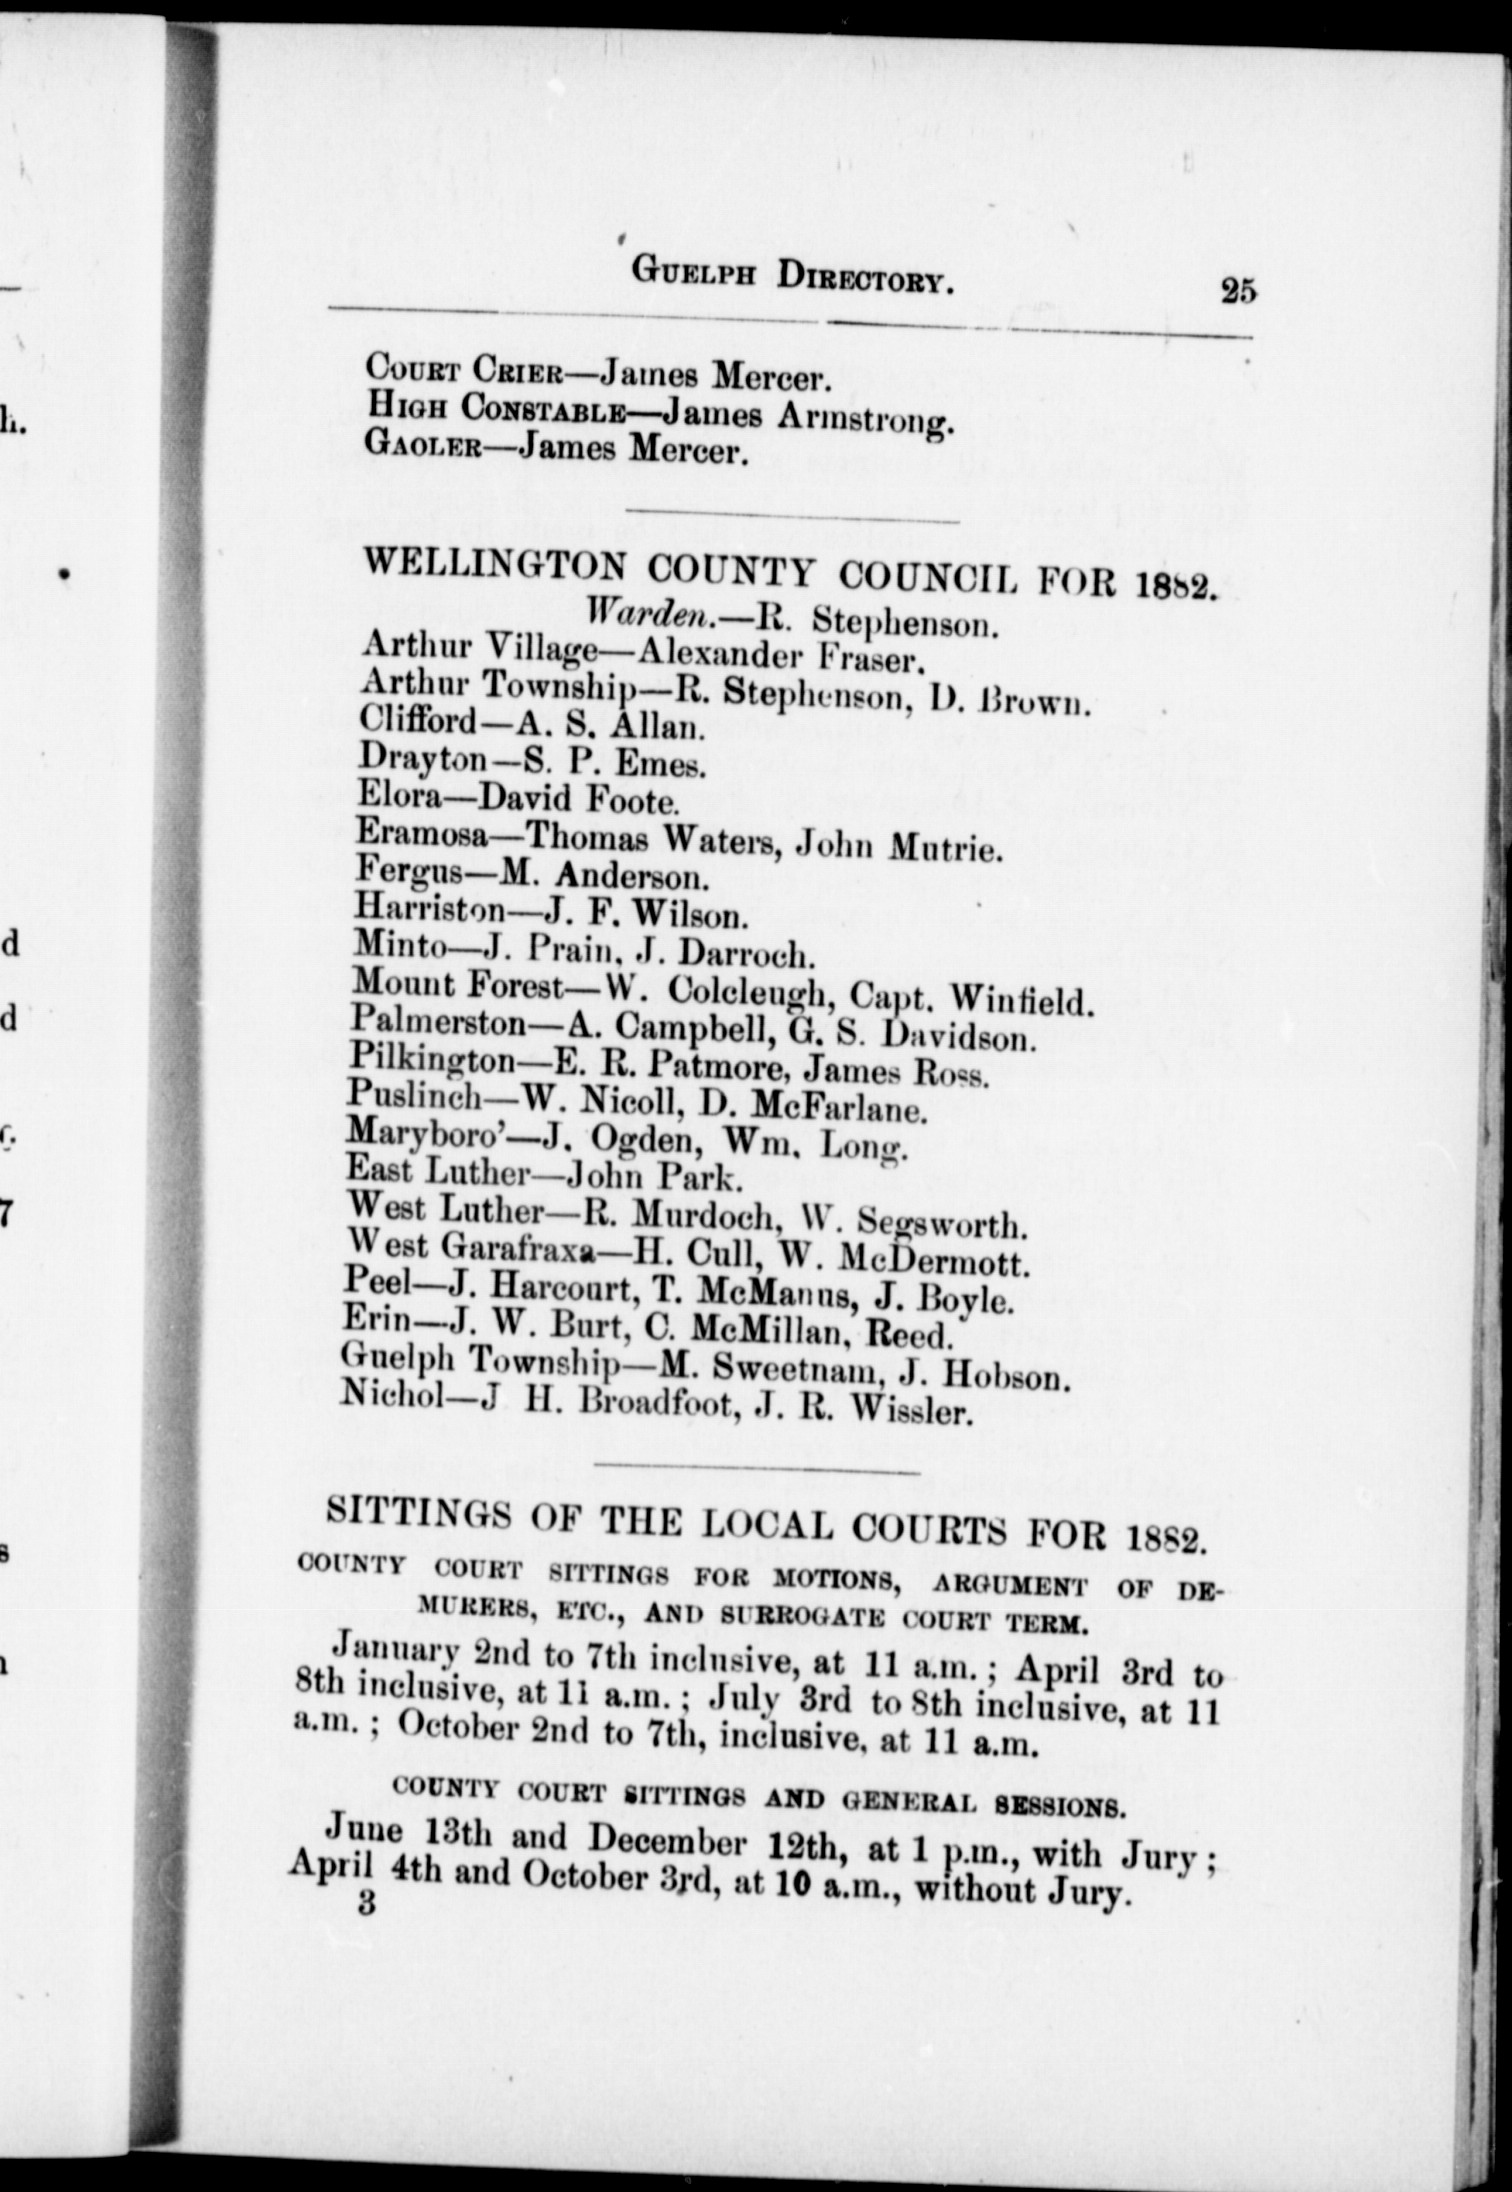 GUELPH DIRECTORY. 25
COURT CRIER—James Mercer.
HIGH CONSTABLE—James Armstrong.
GAOLER—James Mercer.
WELLINGTON COUNTY COUNCIL FOR 1882.
Warden.—R. Stephenson.
Arthur Village—Alexander Fraser.
Arthur Township—R. Stephenson, D. Brown.
Clifford—A. S. Allan.
Drayton—S. P. Emes.
Elora—David Foote.
Eramosa—Thomas Waters, John Mutrie.
Fergus—M. Anderson.
Harriston—J. F. Wilson.
Minto—J. Prain, J. Darroch.
Mount Forest—W. Colcleugh, Capt. Winfield.
Palmerston—A. Campbell, G. S. Davidson.
Pilkington—E. R. Patmore, James Ross.
Puslinch—W. Nicoll, D. McFarlane.
Maryboro’—J. Ogden, Wm. Long.
East Luther—John Park.
West Luther—R. Murdoch, W. Segsworth.
West Garafraxa—H. Cull, W. McDermott.
Peel—J. Harcourt, T. McManus, J. Boyle.
Erin—J. W. Burt, C. McMillan, Reed.
Guelph Township—M. Sweetnam, J. Hobson.
Nichol—J H. Broadfoot, J. R. Wissler.
SITTINGS OF THE LOCAL COURTS FOR 1882.
COUNTY COURT SITTINGS FOR MOTIONS, ARGUMENT OF DE-
MURERS, ETC., AND SURROGATE COURT TERM.
January 2nd to 7th inclusive, at 11 a.m. ; April 3rd to
8th inclusive, at 11 a.m. ; July 3rd to 8th inclusive, at 11
a.m. ; October 2nd to 7th, inclusive, at 11 a.m.
COUNTY COURT SITTINGS AND GENERAL SESSIONS.
June 13th and December 12th, at 1 p.m., with Jury ;
April 4th and October 3rd, at 10 a.m., without Jury.
3